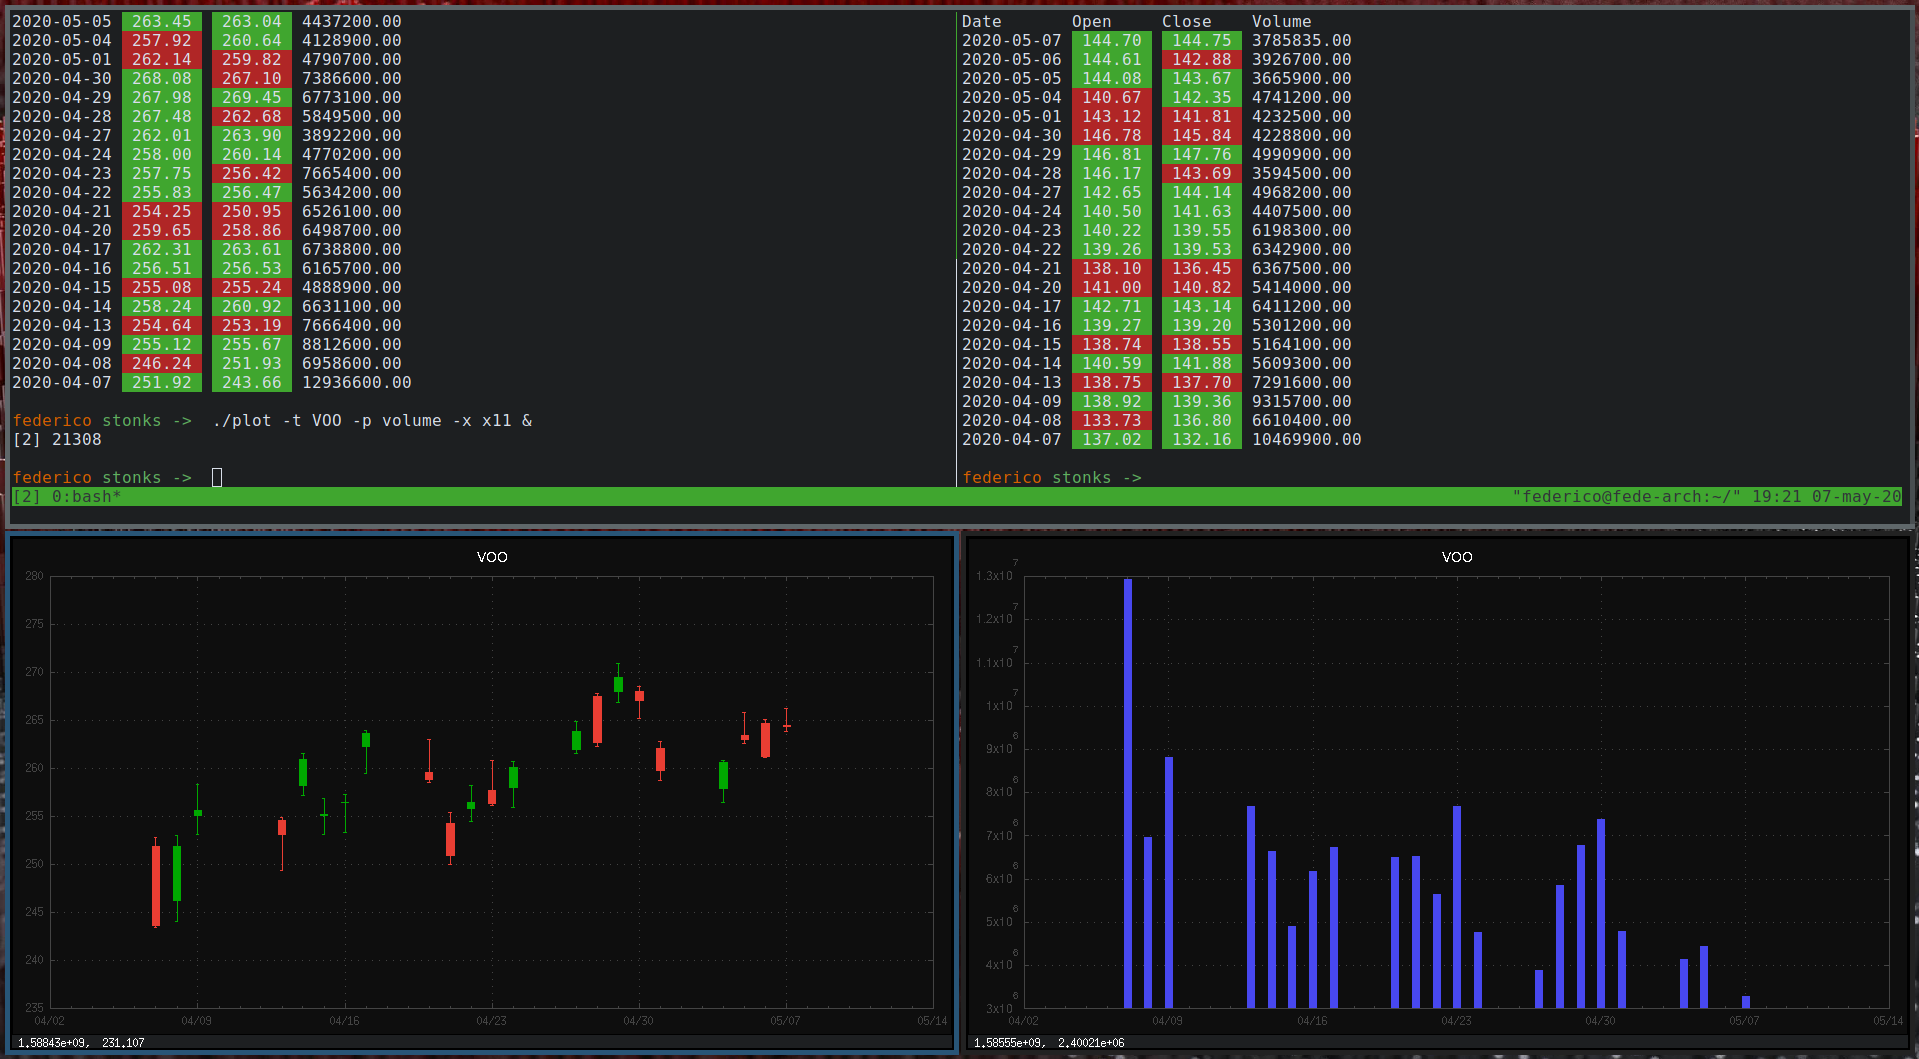 2020-05-05 263.45 263.04 4437200.00
2020-05-04 257.92 260.64 4128900.00
2020-05-01 262.14 259.82 4790700.00
2020-04-30 268.08 267.10 7386600.00
2020-04-29 267.98 269.45 6773100.00
2020-04-28 267.48 262.68 5849500.00
2020-04-27 262.01 263.90 3892200.00
2020-04-24 258.00 260.14 4770200.00
2020-04-23 257.75 256.42 7665400.00
2020-04-22 255.83 256.47 5634200.00
2020-04-21 254.25 250.95 6526100.00
2020-04-20 259.65 258.86 6498700.00
2020-04-17 262.31 263.61 6738800.00
2020-04-16 256.51 256.53 6165700.00
2020-04-15 255.08 255.24 4888900.00
2020-04-14 258.24 260.92 6631100.00
2020-04-13 254.64 253.19 7666400.00
2020-04-09 255.12 255.67 8812600.00
2020-04-08 246.24 251.93 6958600.00
2020-04-07 251.92 243.66 12936600.00
federico stonks -> ./plot -t VOO -p volume -x x11 &
[2] 21308
federico stonks ->
Date Open Close Volume
2020-05-07 144.70 144.75 3785835.00
2020-05-06 144.61 142.88 3926700.00
2020-05-05 144.08 143.67 3665900.00
2020-05-04 140.67 142.35 4741200.00
2020-05-01 143.12 141.81 4232500.00
2020-04-30 146.78 145.84 4228800.00
2020-04-29 146.81 147.76 4990900.00
2020-04-28 146.17 143.69 3594500.00
2020-04-27 142.65 144.14 4968200.00
2020-04-24 140.50 141.63 4407500.00
2020-04-23 140.22 139.55 6198300.00
2020-04-22 139.26 139.53 6342900.00
2020-04-21 138.10 136.45 6367500.00
2020-04-20 141.00 140.82 5414000.00
2020-04-17 142.71 143.14 6411200.00
2020-04-16 139.27 139.20 5301200.00
2020-04-15 138.74 138.55 5164100.00
2020-04-14 140.59 141.88 5609300.00
2020-04-13 138.75 137.70 7291600.00
2020-04-09 138.92 139.36 9315700.00
2020-04-08 133.73 136.80 6610400.00
2020-04-07 137.02 132.16 10469900.00
federico stonks ->
[2] 0:bash* "federico@fede-arch:~/" 19:21 07-may-20
VOO
280
275
270
265
260
255
250
245
240
235
04/02 04/09 04/16 04/23 04/30 05/07 05/14
1.58843e+09, 231.107
VOO
1.3x10 7
1.2x10 7
1.1x10 7
1x10 7
9x10 6
8x10 6
7x10 6
6x10 6
5x10 6
4x10 6
3x10 6
04/02 04/09 04/16 04/23 04/30 05/07 05/14
1.58555e+09, 2.40021e+06